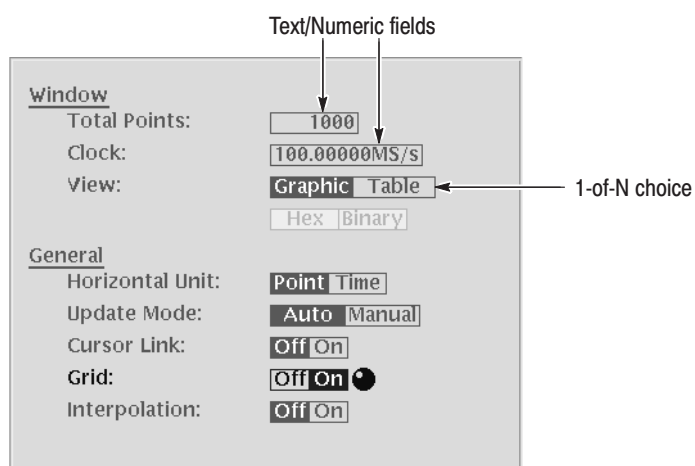 Text/Numeric fields
Window
Total Points: 1000
Clock: 100.00000MS/s
View: Graphic Table
1-of-N choice
Hex Binary
General
Horizontal Unit: Point Time
Update Mode: Auto Manual
Cursor Link: Off On
Grid: Off On
Interpolation: Off On